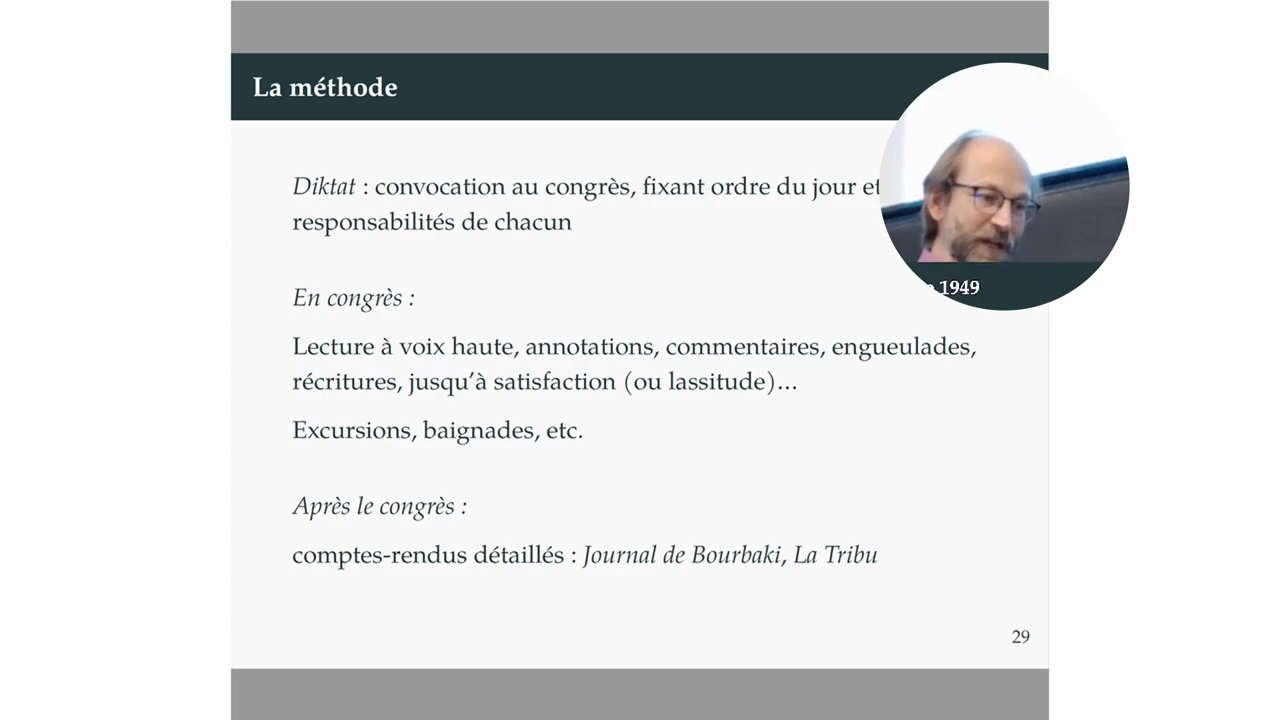 La méthode
Diktat : convocation au congrès, fixant ordre du jour et
responsabilités de chacun
1949
En congrès :
Lecture à voix haute, annotations, commentaires, engueulades,
récritures, jusqu'à satisfaction (ou lassitude)...
Excursions, baignades, etc.
Après le congrès :
comptes-rendus détaillés : Journal de Bourbaki, La Tribu
29